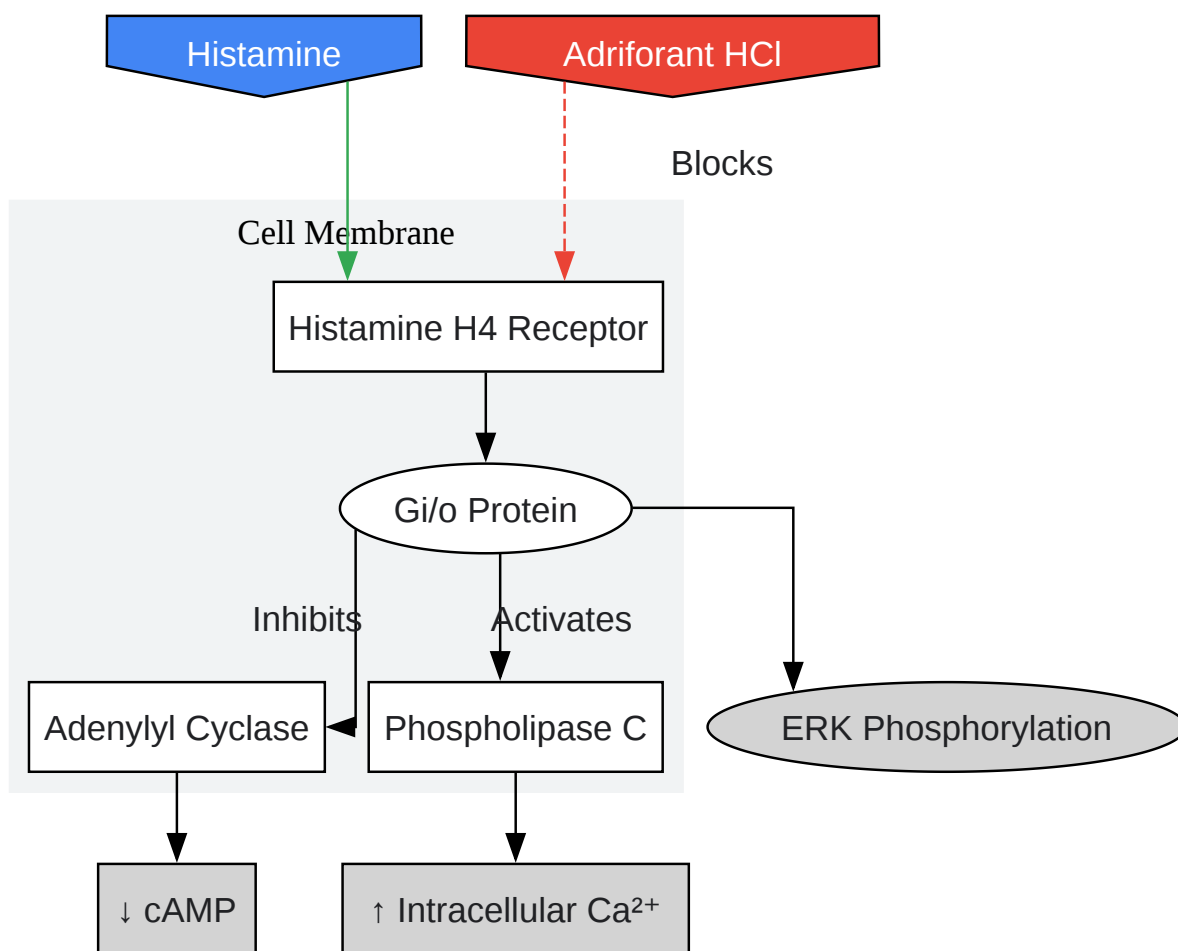 Histamine
Adriforant HCl
Blocks
Cell Membrane
Histamine H4 Receptor
Gi/o Protein
Inhibits
Activates
Adenylyl Cyclase
Phospholipase C
ERK Phosphorylation
↓ cAMP
↑ Intracellular Ca²⁺